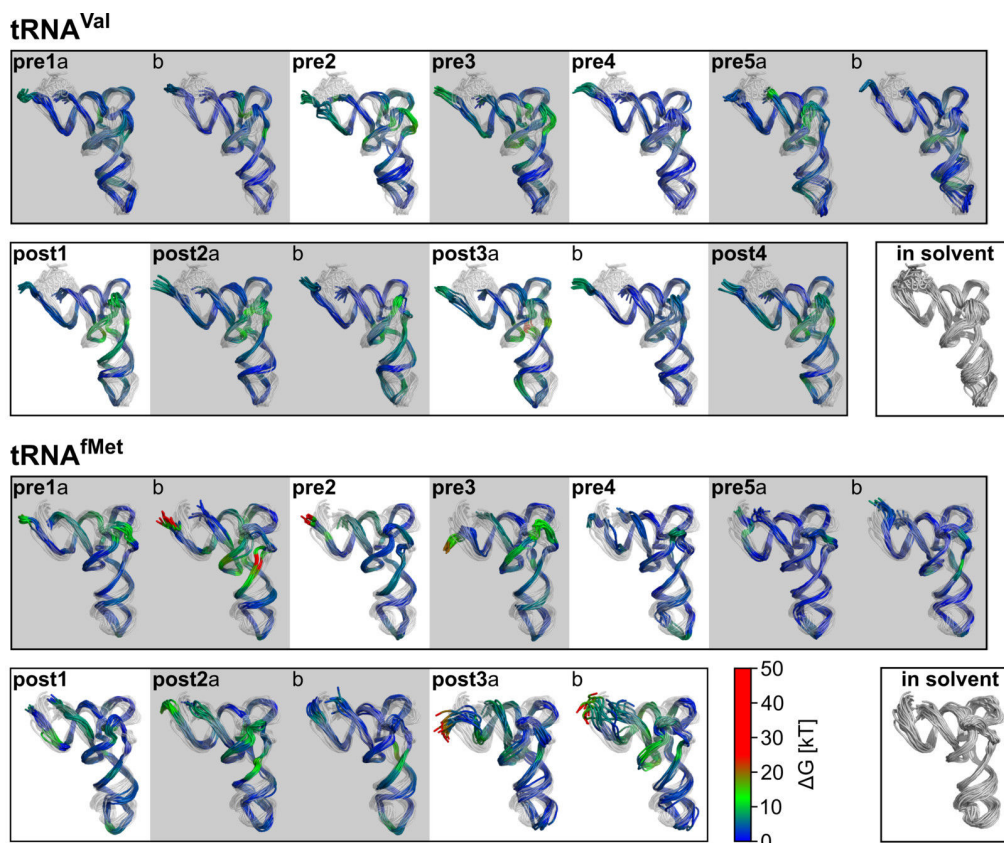 tRNA^Val
pre1a b pre2 pre3 pre4 pre5a b
post1 post2a b post3a b post4 in solvent
tRNA^fMet
pre1a b pre2 pre3 pre4 pre5a b
post1 post2a b post3a b 50 in solvent
40
30
20
10
0
ΔG [kT]